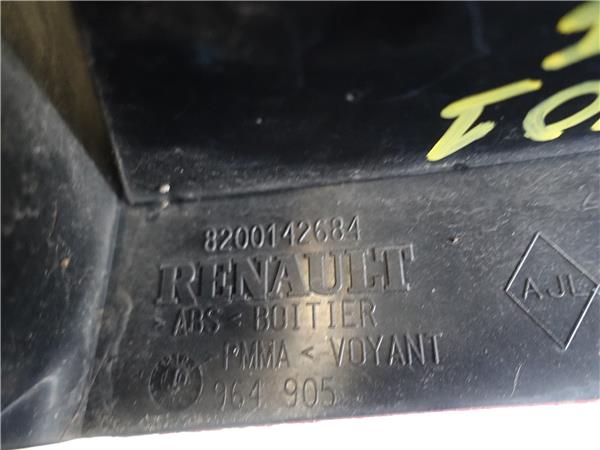 8200142684
RENAULT
>ABS< BOITIER
PMMA < VOYANT
964 905
AJL